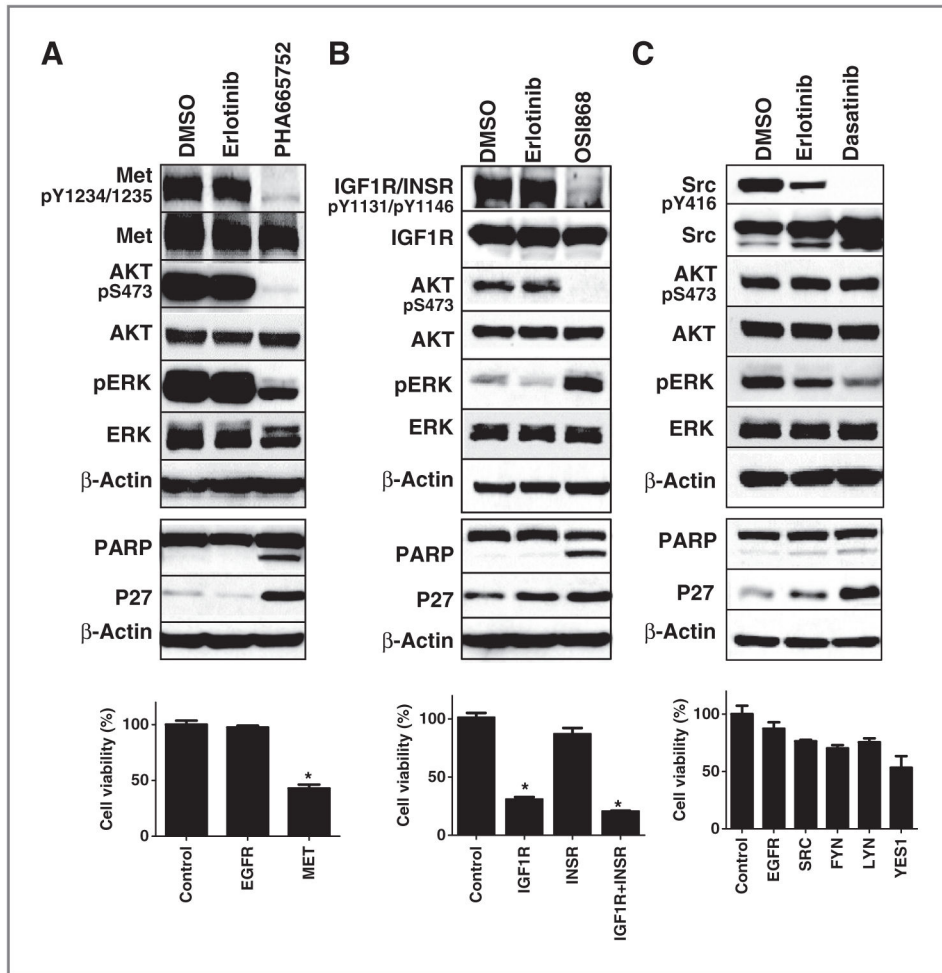 A
DMSO
Erlotinib
PHA665752
Met
pY1234/1235
Met
AKT
pS473
AKT
pERK
ERK
β-Actin
PARP
P27
β-Actin
Cell viability (%)
100
50
0
*
Control
EGFR
MET
B
DMSO
Erlotinib
OSI868
IGF1R/INSR
pY1131/pY1146
IGF1R
AKT
pS473
AKT
pERK
ERK
β-Actin
PARP
P27
β-Actin
Cell viability (%)
100
50
0
*
*
Control
IGF1R
INSR
IGF1R+INSR
C
DMSO
Erlotinib
Dasatinib
Src
pY416
Src
AKT
pS473
AKT
pERK
ERK
β-Actin
PARP
P27
β-Actin
Cell viability (%)
100
50
0
Control
EGFR
SRC
FYN
LYN
YES1